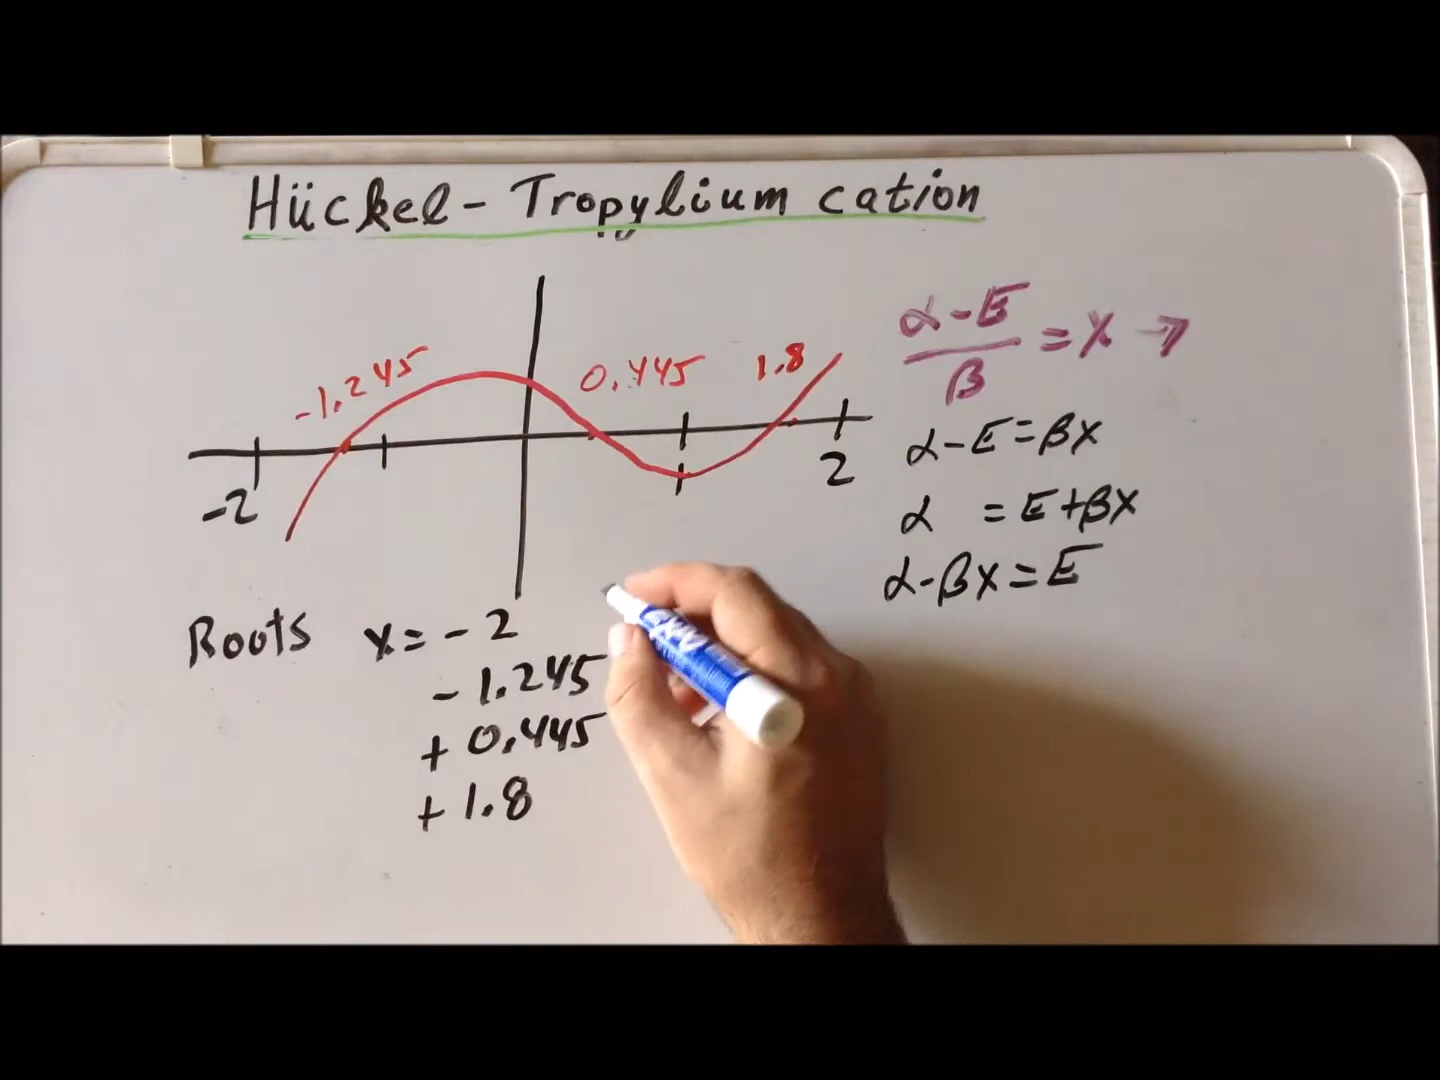 Hückel - Tropylium cation
-1.245
0.445
1.8
-2
2
α-E/β = X →
α-E=βX
α = E+βX
α-βX=E
Roots x= -2
-1.245
+0.445
+1.8
EXPO